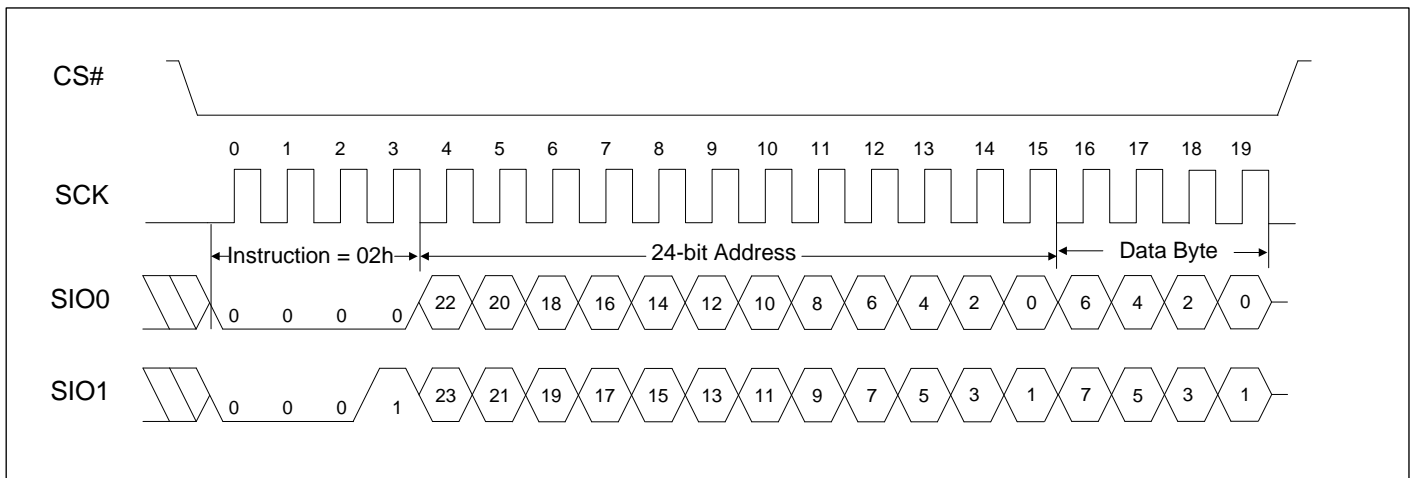 CS#
0 1 2 3 4 5 6 7 8 9 10 11 12 13 14 15 16 17 18 19
SCK
Instruction = 02h 24-bit Address Data Byte
SIO0 0 0 0 0 22 20 18 16 14 12 10 8 6 4 2 0 6 4 2 0
SIO1 0 0 0 1 23 21 19 17 15 13 11 9 7 5 3 1 7 5 3 1